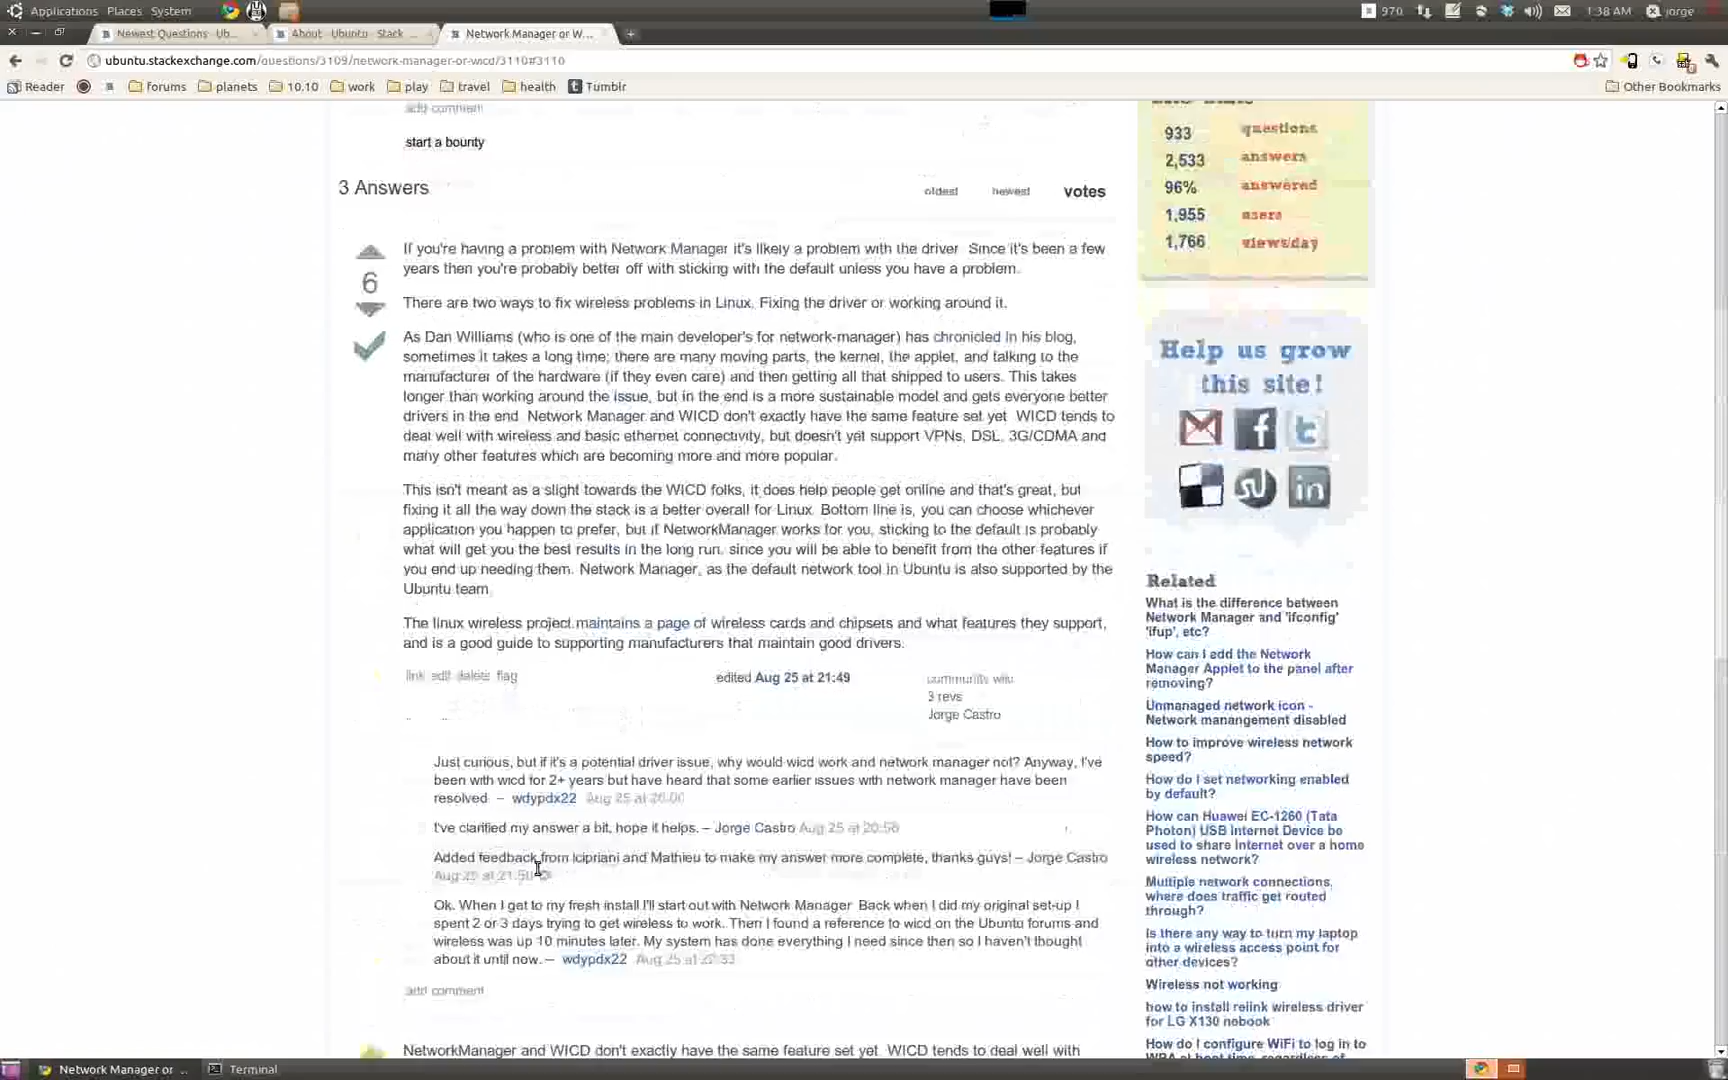 Applications Places System
970 1:38 AM jorge
Newest Questions - Ub... About - Ubuntu - Stack ... Network Manager or W...
ubuntu.stackexchange.com/questions/3109/network-manager-or-wicd/3110#3110
Reader forums planets 10.10 work play travel health Tumblr Other Bookmarks
add comment
start a bounty
3 Answers
oldest newest votes
6
If you're having a problem with Network Manager it's likely a problem with the driver Since it's been a few
years then you're probably better off with sticking with the default unless you have a problem.
There are two ways to fix wireless problems in Linux. Fixing the driver or working around it.
As Dan Williams (who is one of the main developer's for network-manager) has chronicled in his blog,
sometimes it takes a long time; there are many moving parts, the kernel, the applet, and talking to the
manufacturer of the hardware (if they even care) and then getting all that shipped to users. This takes
longer than working around the issue, but in the end is a more sustainable model and gets everyone better
drivers in the end Network Manager and WICD don't exactly have the same feature set yet WICD tends to
deal well with wireless and basic ethernet connectivity, but doesn't yet support VPNs, DSL, 3G/CDMA and
many other features which are becoming more and more popular.
This isn't meant as a slight towards the WICD folks, it does help people get online and that's great, but
fixing it all the way down the stack is a better overall for Linux. Bottom line is, you can choose whichever
application you happen to prefer, but if NetworkManager works for you, sticking to the default is probably
what will get you the best results in the long run, since you will be able to benefit from the other features if
you end up needing them. Network Manager, as the default network tool in Ubuntu is also supported by the
Ubuntu team
The linux wireless project maintains a page of wireless cards and chipsets and what features they support,
and is a good guide to supporting manufacturers that maintain good drivers.
link edit delete flag
edited Aug 25 at 21:49
community wiki
3 revs
Jorge Castro
Just curious, but if it's a potential driver issue, why would wicd work and network manager not? Anyway, I've
been with wicd for 2+ years but have heard that some earlier issues with network manager have been
resolved – wdypdx22 Aug 25 at
I've clarified my answer a bit, hope it helps. – Jorge Castro Aug 25 at 20:56
Added feedback from lcipriani and Mathieu to make my answer more complete, thanks guys! – Jorge Castro
Aug 25 at 21:50
Ok. When I get to my fresh install I'll start out with Network Manager Back when I did my original set-up I
spent 2 or 3 days trying to get wireless to work. Then I found a reference to wicd on the Ubuntu forums and
wireless was up 10 minutes later. My system has done everything I need since then so I haven't thought
about it until now. – wdypdx22 Aug 25 at
add comment
NetworkManager and WICD don't exactly have the same feature set yet WICD tends to deal well with
933 questions
2,533 answers
96% answered
1,955 users
1,766 views/day
Help us grow
this site!
Related
What is the difference between
Network Manager and 'ifconfig'
'ifup', etc?
How can I add the Network
Manager Applet to the panel after
removing?
Unmanaged network icon -
Network manangement disabled
How to improve wireless network
speed?
How do I set networking enabled
by default?
How can Huawei EC-1260 (Tata
Photon) USB Internet Device be
used to share internet over a home
wireless network?
Multiple network connections,
where does traffic get routed
through?
Is there any way to turn my laptop
into a wireless access point for
other devices?
Wireless not working
how to install relink wireless driver
for LG X130 nebook
How do I configure WiFi to log in to
Network Manager or ... Terminal